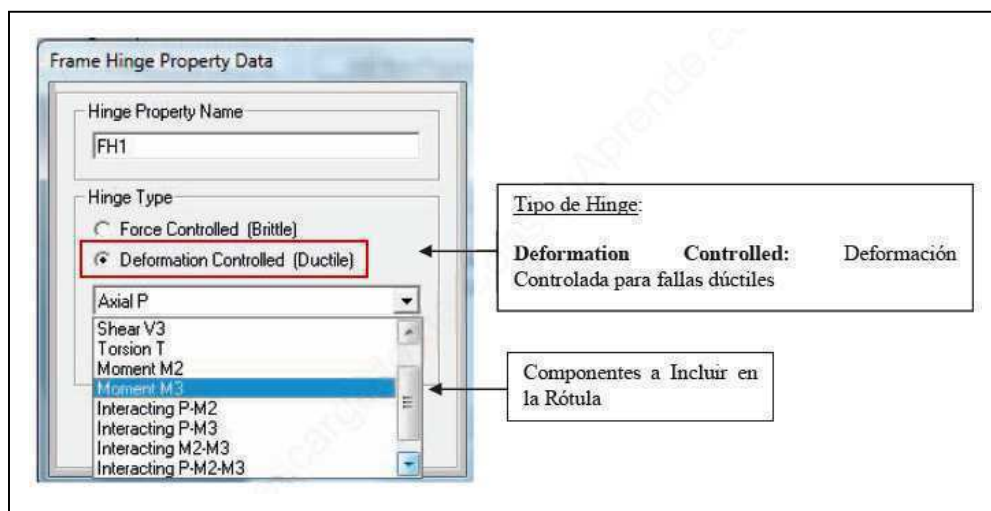 Frame Hinge Property Data
Hinge Property Name
FH1
Hinge Type
Force Controlled (Brittle)
Deformation Controlled (Ductile)
Axial P
Shear V3
Torsion T
Moment M2
Moment M3
Interacting P-M2
Interacting P-M3
Interacting M2-M3
Interacting P-M2-M3
Tipo de Hinge:
Deformation Controlled: Deformación
Controlada para fallas dúctiles
Componentes a Incluir en
la Rótula